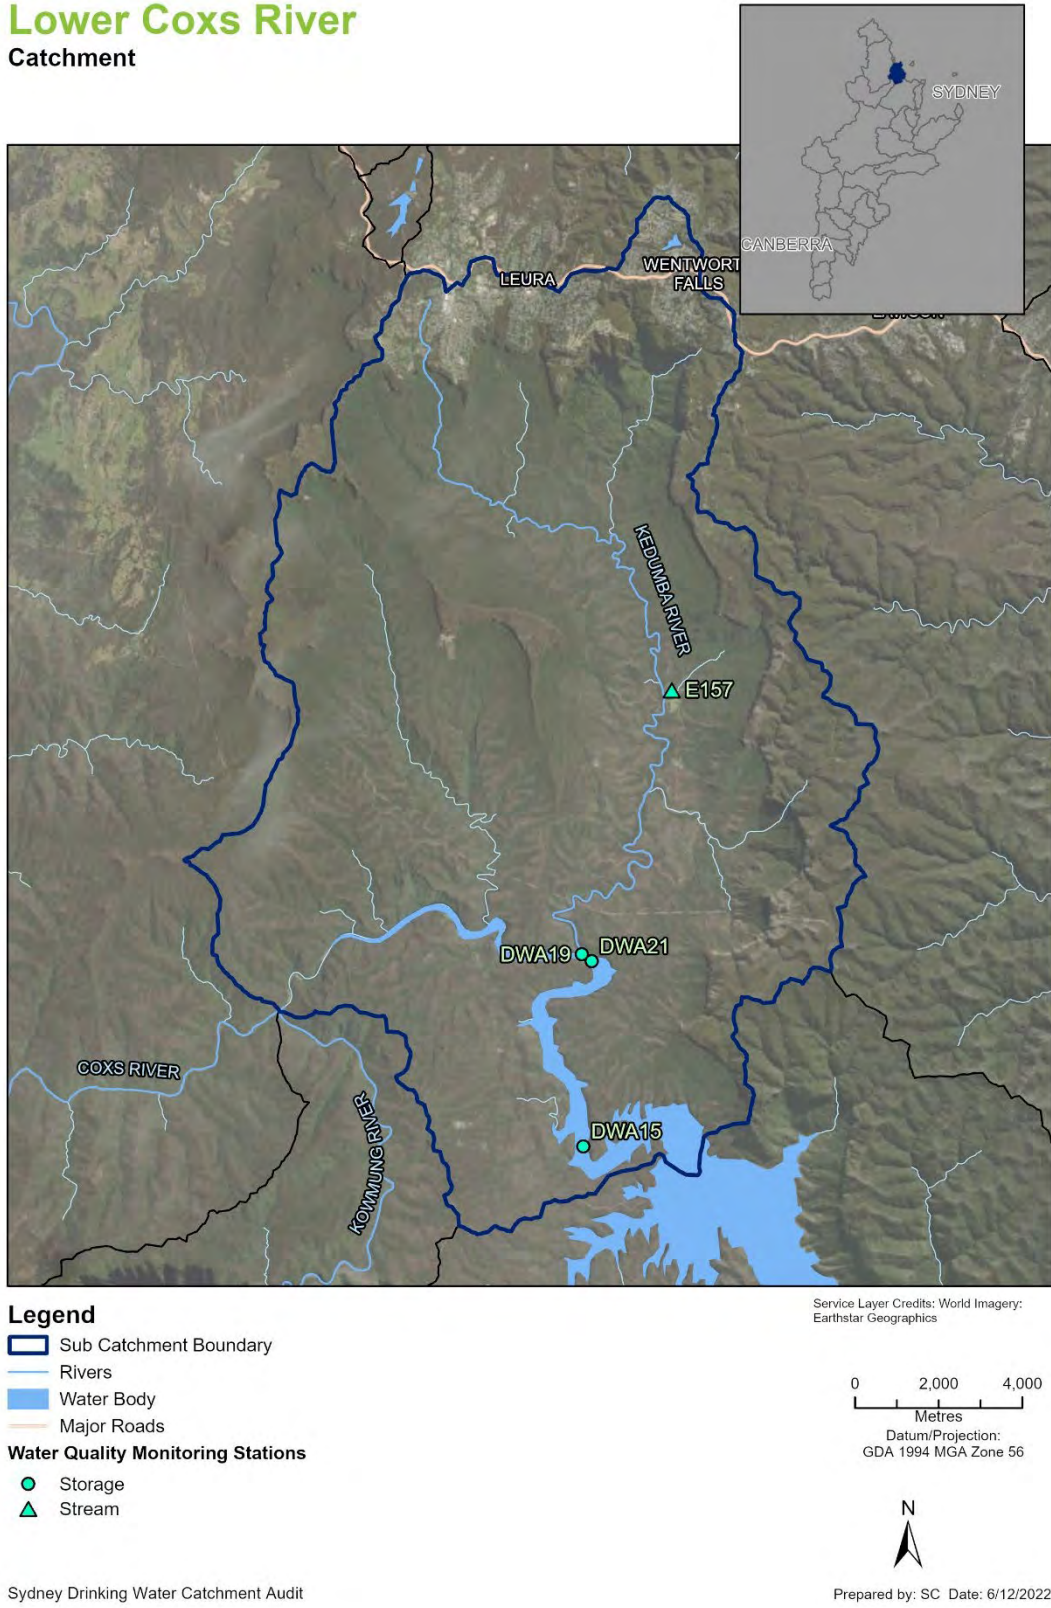 Lower Coxs River
Catchment
SYDNEY
CANBERRA
LEURA
WENTWORT
FALLS
KEDUMBA RIVER
E157
DWA19
DWA21
COXS RIVER
KOWMUNG RIVER
DWA15
Legend
Sub Catchment Boundary
Rivers
Water Body
Major Roads
Water Quality Monitoring Stations
Storage
Stream
Service Layer Credits: World Imagery:
Earthstar Geographics
0 2,000 4,000
Metres
Datum/Projection:
GDA 1994 MGA Zone 56
N
Sydney Drinking Water Catchment Audit
Prepared by: SC Date: 6/12/2022